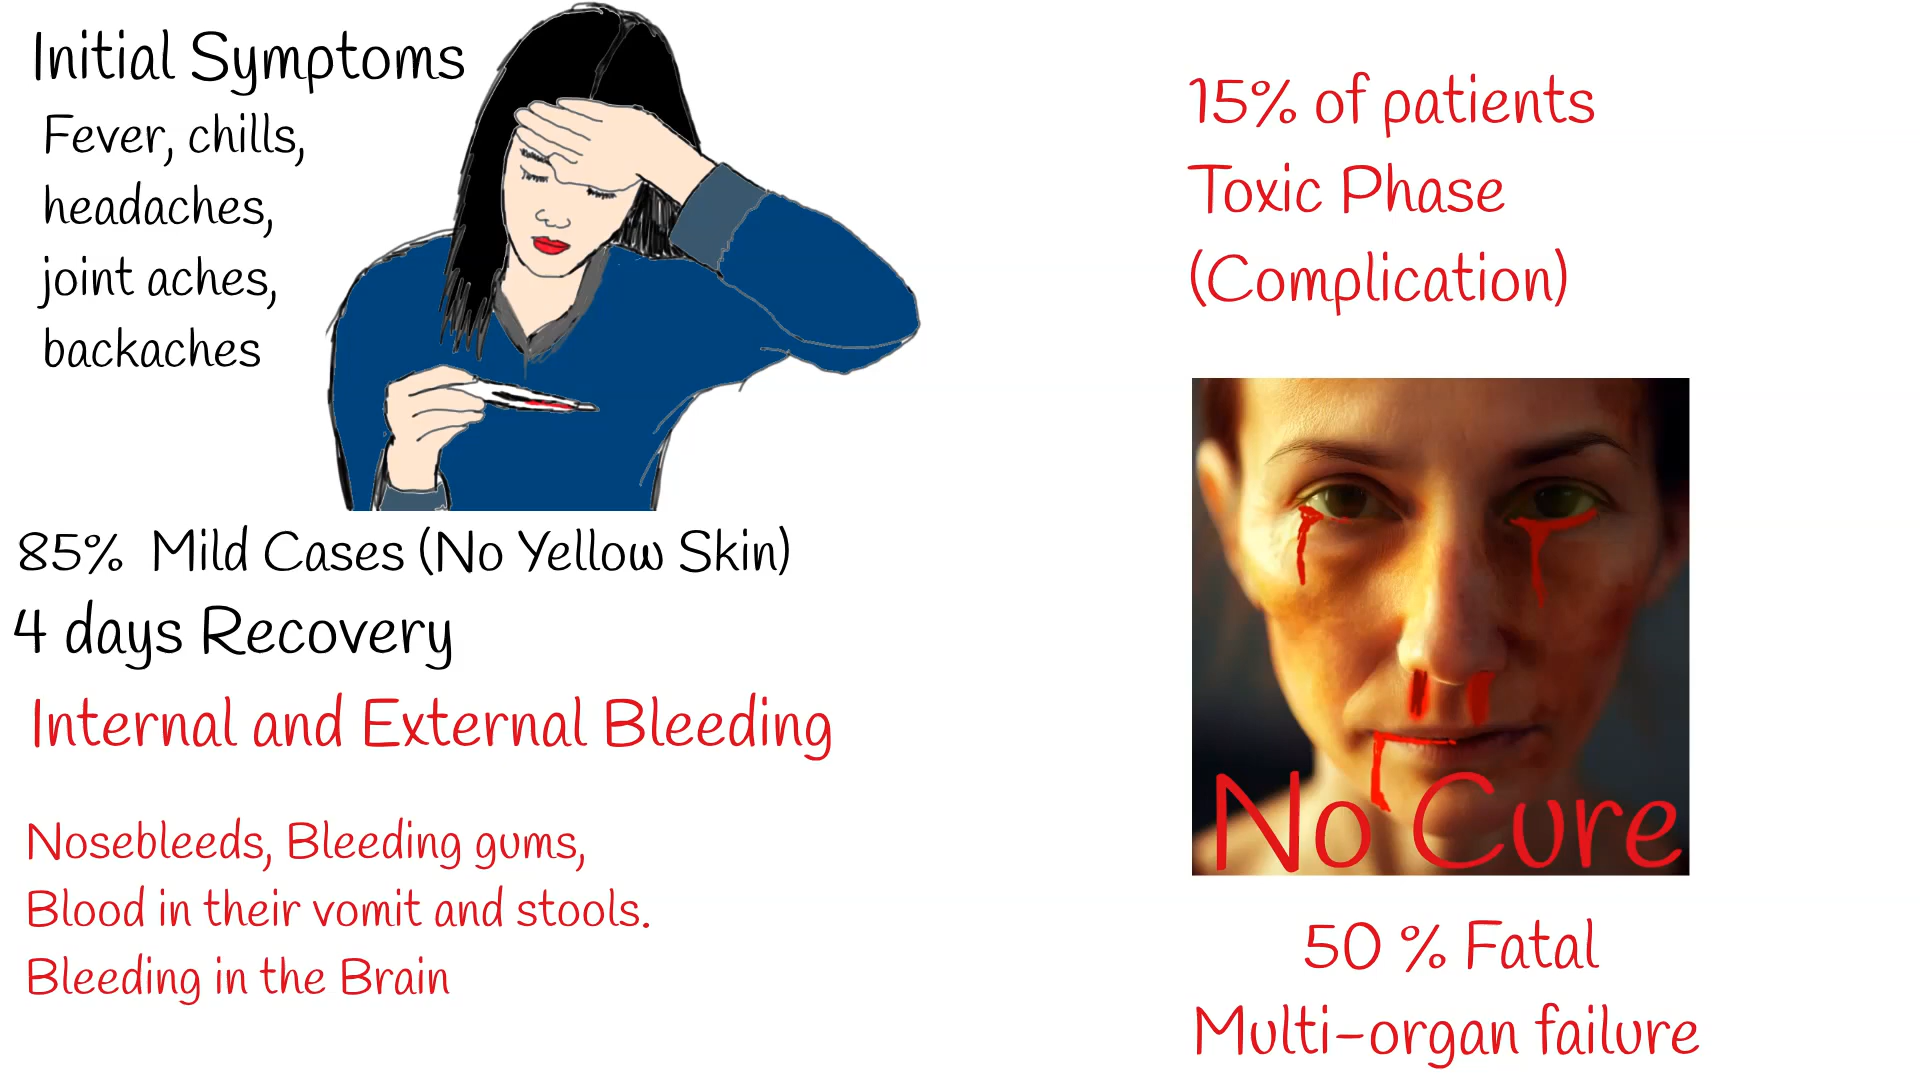 Initial Symptoms
Fever, chills,
headaches,
joint aches,
backaches
85% Mild Cases (No Yellow Skin)
4 days Recovery
Internal and External Bleeding
Nosebleeds, Bleeding gums,
Blood in their vomit and stools.
Bleeding in the Brain
15% of patients
Toxic Phase
(Complication)
No Cure
50 % Fatal
Multi-organ failure